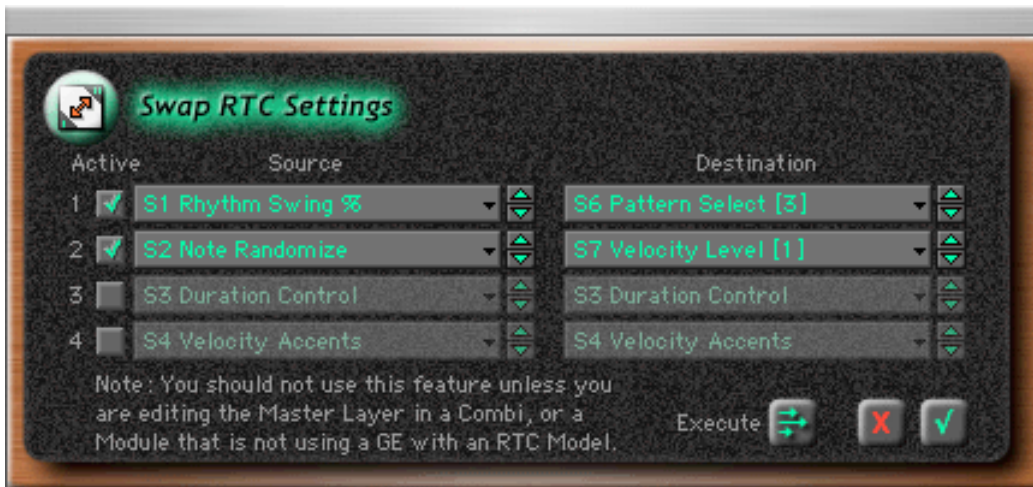 Swap RTC Settings
Active Source Destination
1 S1 Rhythm Swing % S6 Pattern Select [3]
2 S2 Note Randomize S7 Velocity Level [1]
3 S3 Duration Control S3 Duration Control
4 S4 Velocity Accents S4 Velocity Accents
Note: You should not use this feature unless you
are editing the Master Layer in a Combi, or a
Module that is not using a GE with an RTC Model.
Execute X